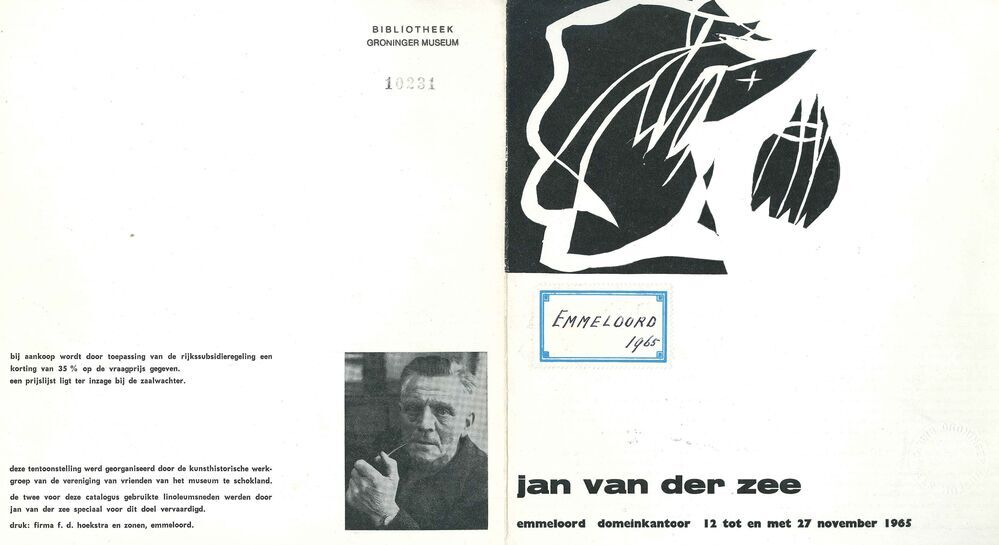 BIBLIOTHEEK
GRONINGER MUSEUM
10231
bij aankoop wordt door toepassing van de rijkssubsidieregeling een
korting van 35 % op de vraagprijs gegeven.
een prijslijst ligt ter inzage bij de zaalwachter.
deze tentoonstelling werd georganiseerd door de kunsthistorische werk-
groep van de vereniging van vrienden van het museum te schokland.
de twee voor deze catalogus gebruikte linoleumsneden werden door
jan van der zee speciaal voor dit doel vervaardigd.
druk: firma f. d. hoekstra en zonen, emmeloord.
EMMELOORD
1965
jan van der zee
emmeloord domeinkantoor 12 tot en met 27 november 1965